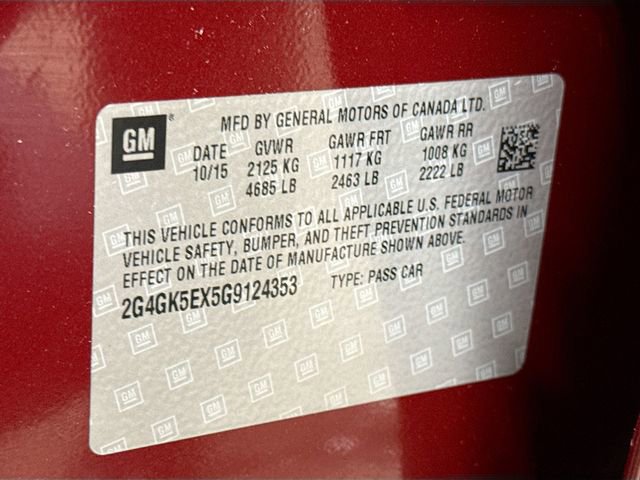 GM
MFD BY GENERAL MOTORS OF CANADA LTD.
DATE GVWR GAWR FRT GAWR RR
10/15 2125 KG 1117 KG 1008 KG
4685 LB 2463 LB 2222 LB
THIS VEHICLE CONFORMS TO ALL APPLICABLE U.S. FEDERAL MOTOR
VEHICLE SAFETY, BUMPER, AND THEFT PREVENTION STANDARDS IN
EFFECT ON THE DATE OF MANUFACTURE SHOWN ABOVE.
2G4GK5EX5G9124353 TYPE: PASS CAR